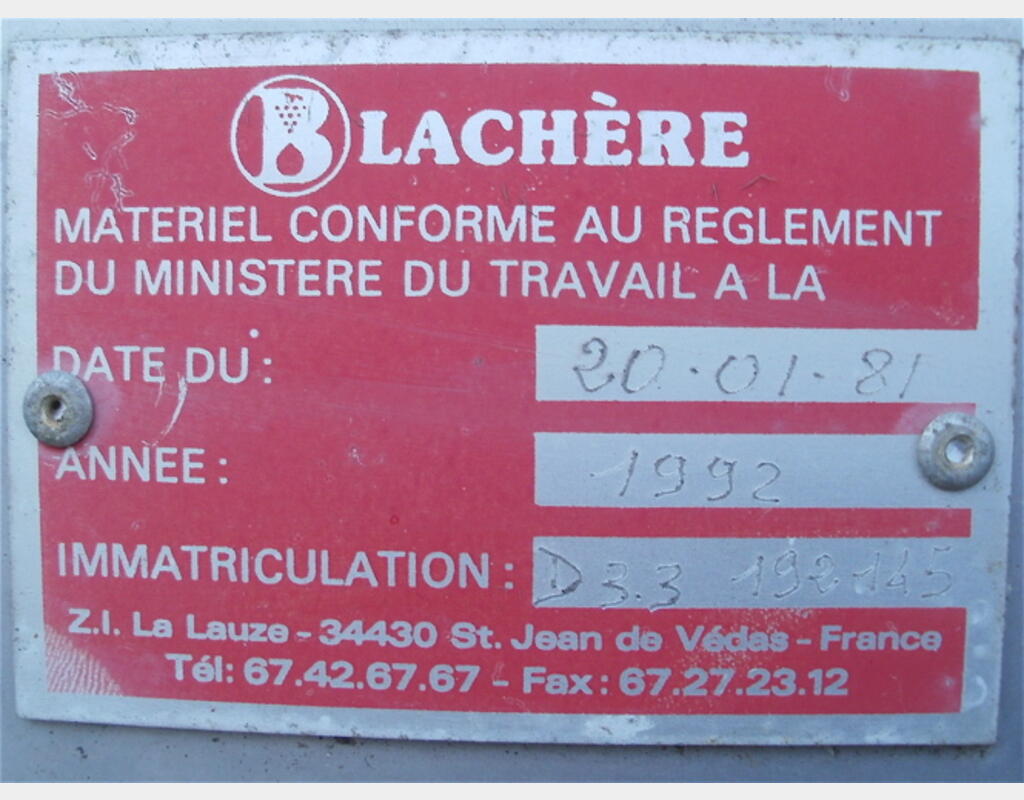 BLACHÈRE
MATERIEL CONFORME AU REGLEMENT
DU MINISTERE DU TRAVAIL A LA
DATE DU : 20.01.81
ANNEE : 1992
IMMATRICULATION : D3.3 192145
Z.I. La Lauze - 34430 St. Jean de Védas - France
Tél: 67.42.67.67 - Fax: 67.27.23.12